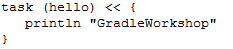 task (hello) << {
    println "GradleWorkshop"
}